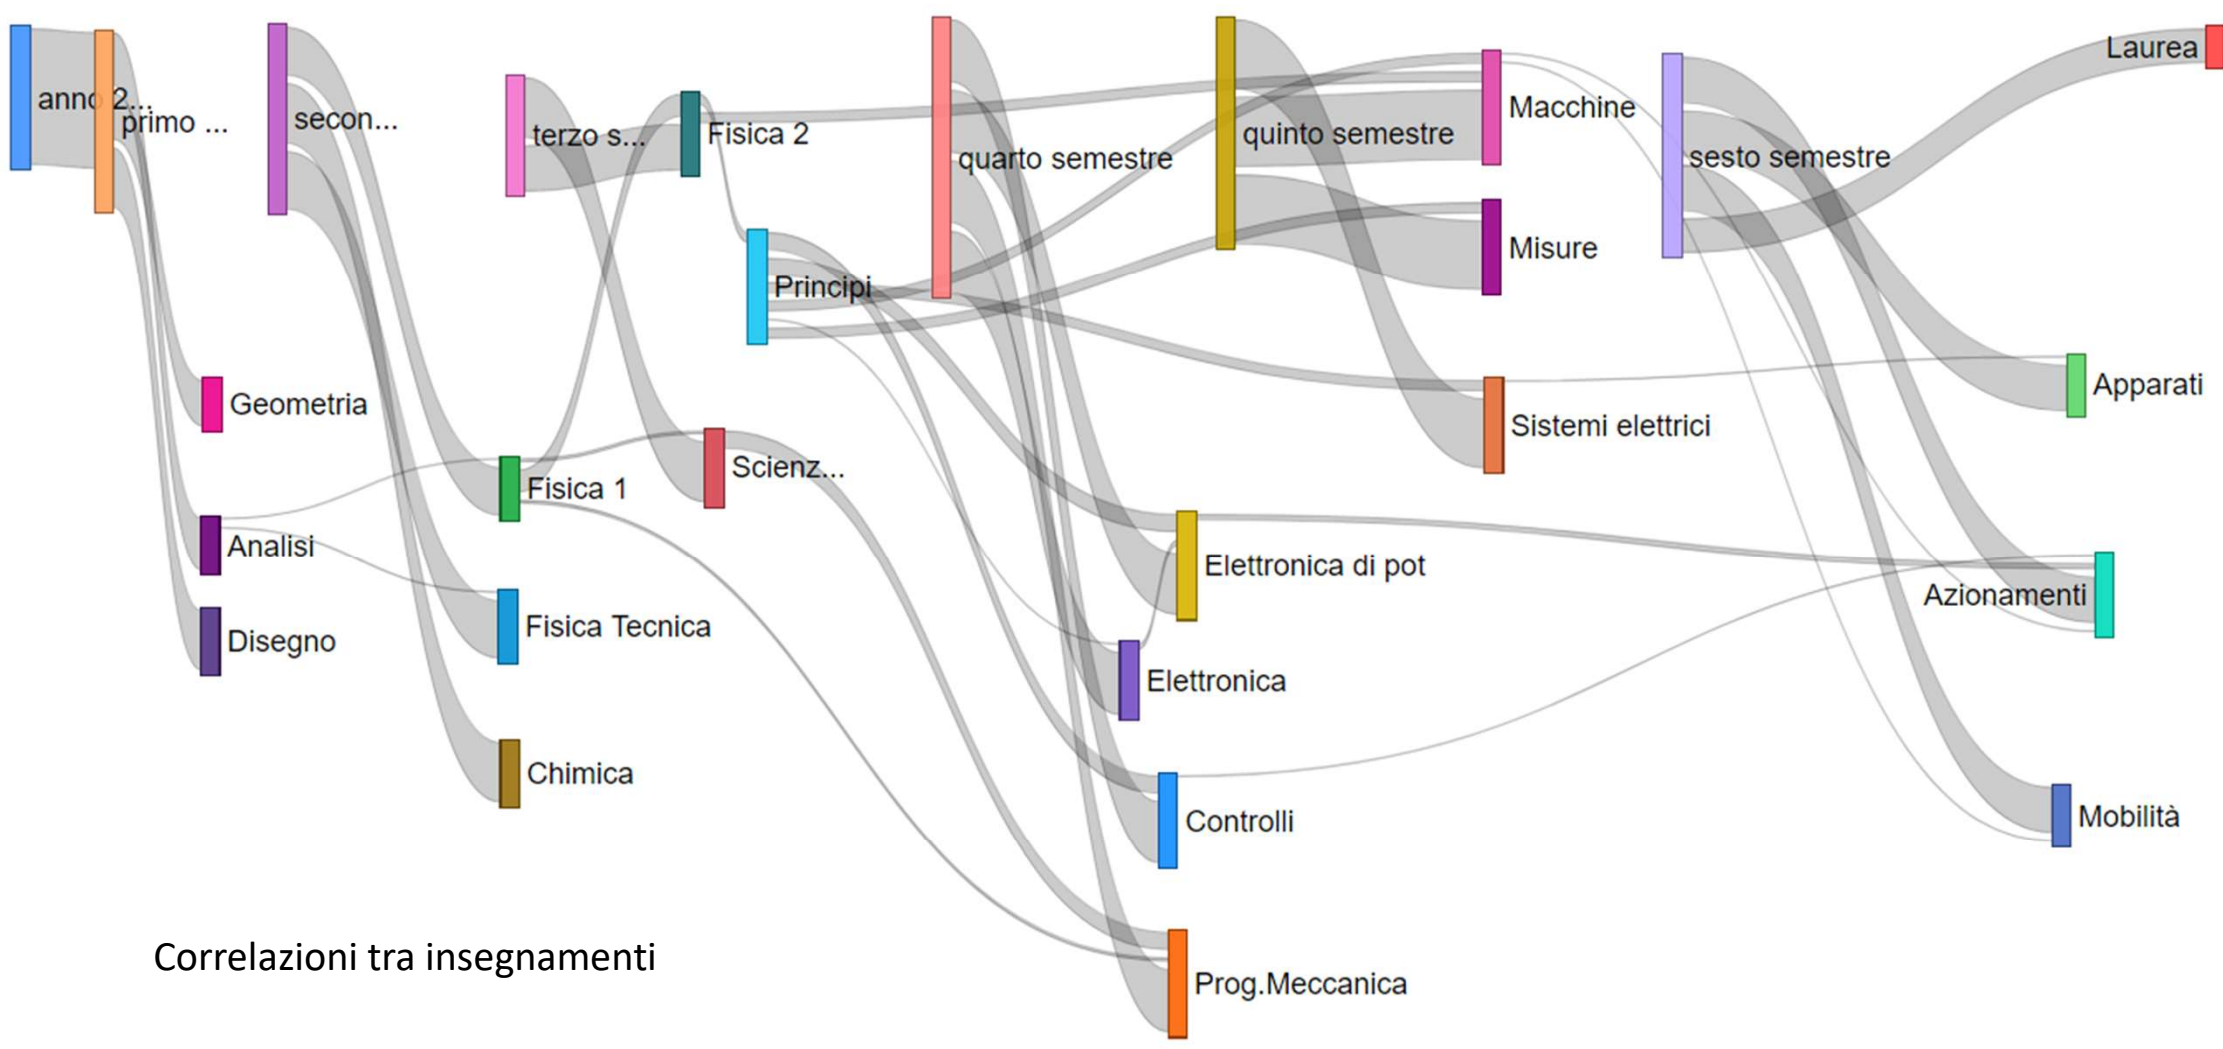 anno 2...
primo ...
secon...
terzo s...
Fisica 2
quarto semestre
quinto semestre
Macchine
sesto semestre
Laurea
Principi
Misure
Geometria
Apparati
Sistemi elettrici
Scienz...
Fisica 1
Analisi
Elettronica di pot
Azionamenti
Disegno
Fisica Tecnica
Elettronica
Chimica
Controlli
Mobilità
Correlazioni tra insegnamenti
Prog.Meccanica